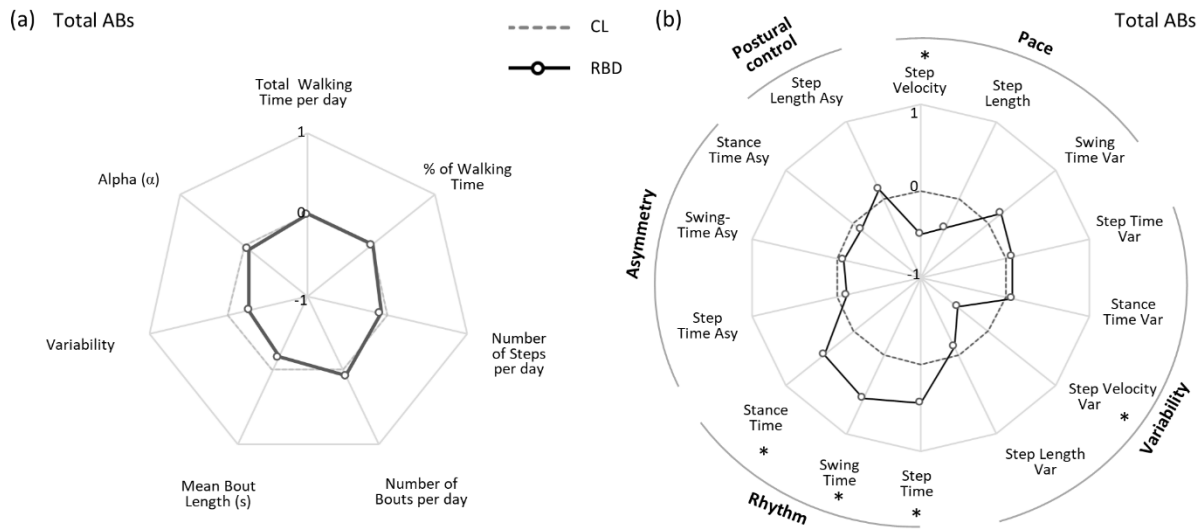 (a) Total ABs
CL
RBD
Total Walking
Time per day
1
% of Walking
Time
Alpha (α)
0
-1
Variability
Number
of Steps
per day
Mean Bout
Length (s)
Number of
Bouts per day
(b)
Total ABs
Postural
control
Pace
*
Step
Velocity
Step
Length
Step
Length Asy
1
Swing
Time Var
Stance
Time Asy
0
Step Time
Var
Asymmetry
Swing-
Time Asy
-1
Stance
Time Var
Step
Time Asy
Step Velocity
Var
*
Variability
Stance
Time
*
Step Length
Var
Swing
Time
*
Step
Time
*
Rhythm